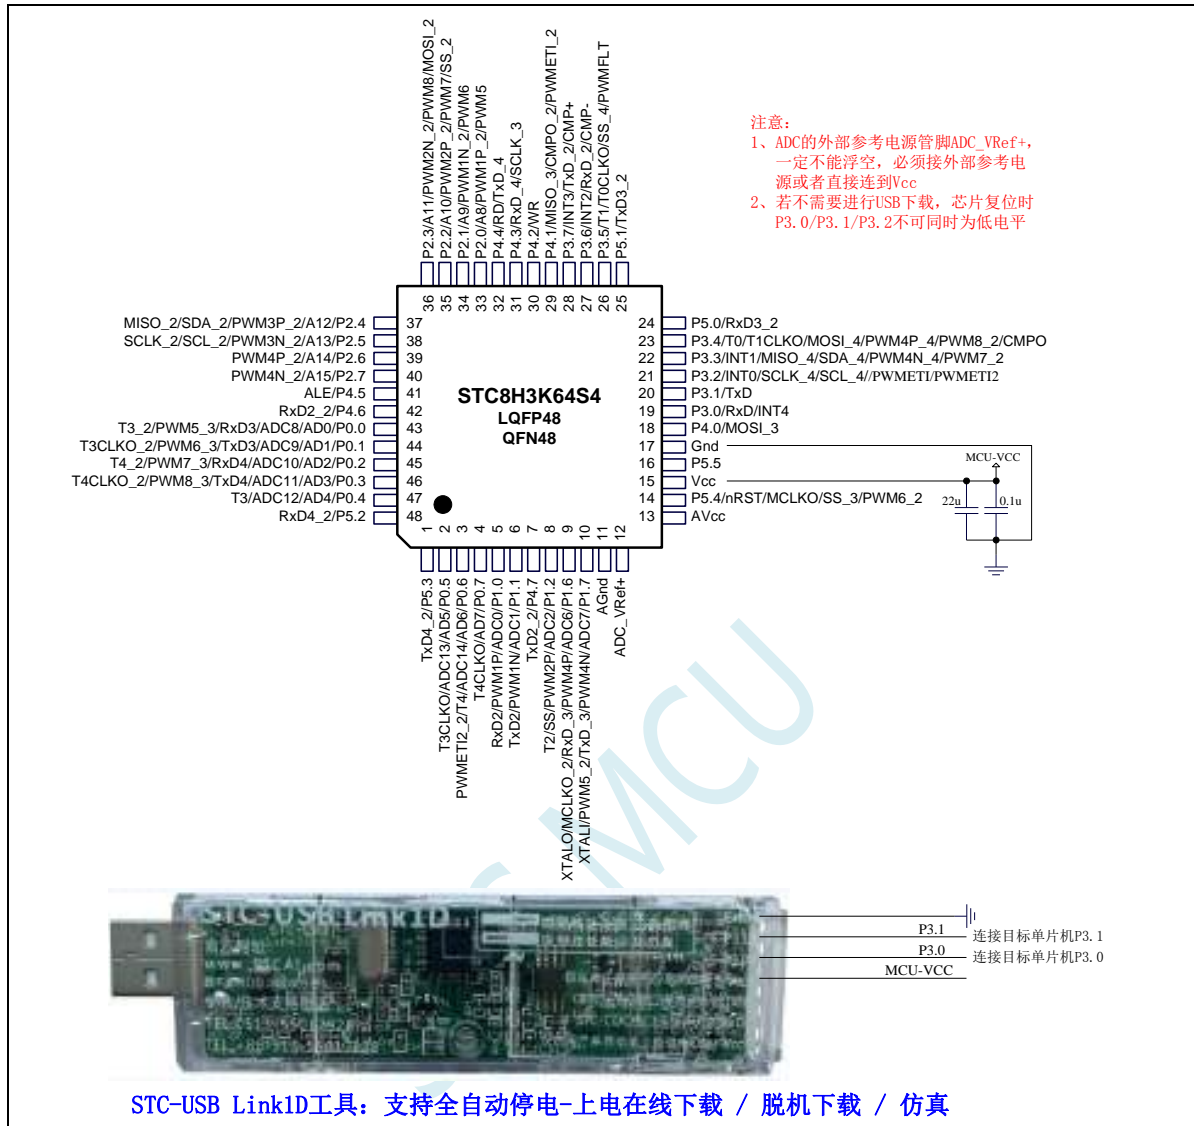 P2.3/A11/PWM2N_2/PWM8/MOSI_2
P2.2/A10/PWM2P_2/PWM7/SS_2
P2.1/A9/PWM1N_2/PWM6
P2.0/A8/PWM1P_2/PWM5
P4.4/RD/TxD_4
P4.3/RxD_4/SCLK_3
P4.2/WR
P4.1/MISO_3/CMPO_2/PWMETI_2
P3.7/INT3/TxD_2/CMP+
P3.6/INT2/RxD_2/CMP-
P3.5/T1/T0CLKO/SS_4/PWMFLT
P5.1/TxD3_2
注意：
1、ADC的外部参考电源管脚ADC_VRef+,
一定不能浮空，必须接外部参考电
源或者直接连到Vcc
2、若不需要进行USB下载，芯片复位时
P3.0/P3.1/P3.2不可同时为低电平
36 35 34 33 32 31 30 29 28 27 26 25
MISO_2/SDA_2/PWM3P_2/A12/P2.4 37
SCLK_2/SCL_2/PWM3N_2/A13/P2.5 38
PWM4P_2/A14/P2.6 39
PWM4N_2/A15/P2.7 40
ALE/P4.5 41
RxD2_2/P4.6 42
T3_2/PWM5_3/RxD3/ADC8/AD0/P0.0 43
T3CLKO_2/PWM6_3/TxD3/ADC9/AD1/P0.1 44
T4_2/PWM7_3/RxD4/ADC10/AD2/P0.2 45
T4CLKO_2/PWM8_3/TxD4/ADC11/AD3/P0.3 46
T3/ADC12/AD4/P0.4 47
RxD4_2/P5.2 48
STC8H3K64S4
LQFP48
QFN48
24 P5.0/RxD3_2
23 P3.4/T0/T1CLKO/MOSI_4/PWM4P_4/PWM8_2/CMPO
22 P3.3/INT1/MISO_4/SDA_4/PWM4N_4/PWM7_2
21 P3.2/INT0/SCLK_4/SCL_4//PWMETI/PWMETI2
20 P3.1/TxD
19 P3.0/RxD/INT4
18 P4.0/MOSI_3
17 Gnd
16 P5.5
15 Vcc
14 P5.4/nRST/MCLKO/SS_3/PWM6_2
13 AVcc
MCU-VCC
22u
0.1u
1 2 3 4 5 6 7 8 9 10 11 12
TxD4_2/P5.3
T3CLKO/ADC13/AD5/P0.5
PWMETI2_2/T4/ADC14/AD6/P0.6
T4CLKO/AD7/P0.7
RxD2/PWM1P/ADC0/P1.0
TxD2/PWM1N/ADC1/P1.1
TxD2_2/P4.7
T2/SS/PWM2P/ADC2/P1.2
XTALO/MCLKO_2/RxD_3/PWM4P/ADC6/P1.6
XTALI/PWM5_2/TxD_3/PWM4N/ADC7/P1.7
AGnd
ADC_VRef+
MCU
STC-USB Link1D
P3.1 连接目标单片机P3.1
P3.0 连接目标单片机P3.0
MCU-VCC
STC-USB Link1D工具：支持全自动停电-上电在线下载 / 脱机下载 / 仿真